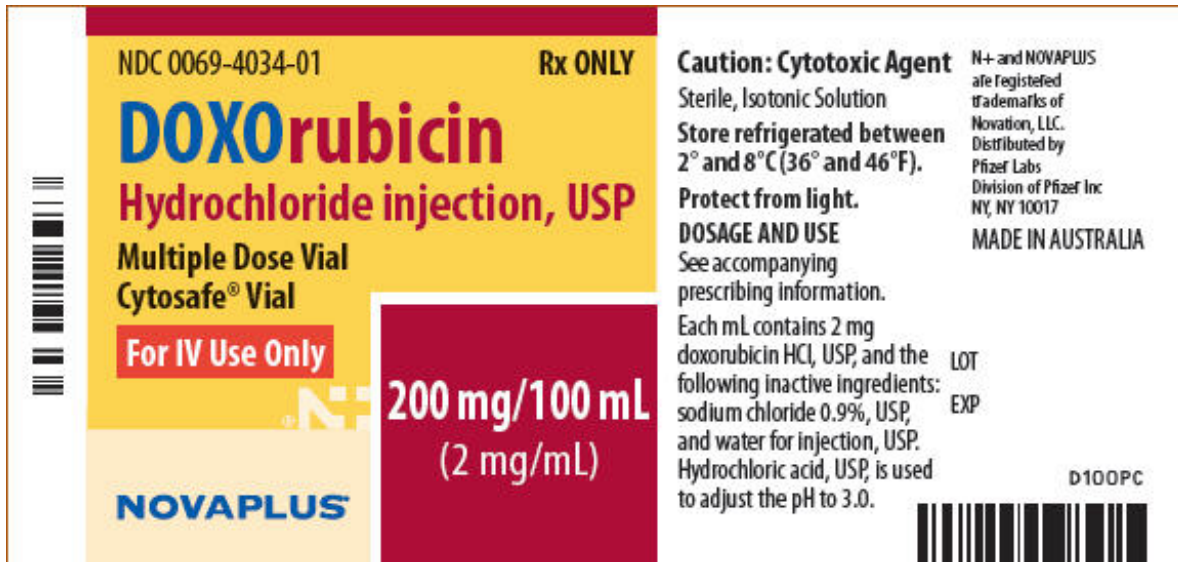 NDC 0069-4034-01 Rx ONLY
DOXOrubicin
Hydrochloride injection, USP
Multiple Dose Vial
Cytosafe® Vial
For IV Use Only
®N+
200 mg/100 mL
(2 mg/mL)
NOVAPLUS®
Caution: Cytotoxic Agent
Sterile, Isotonic Solution
Store refrigerated between
2° and 8°C (36° and 46°F).
Protect from light.
DOSAGE AND USE
See accompanying
prescribing information.
Each mL contains 2 mg
doxorubicin HCl, USP, and the
following inactive ingredients:
sodium chloride 0.9%, USP,
and water for injection, USP.
Hydrochloric acid, USP, is used
to adjust the pH to 3.0.
N+ and NOVAPLUS
are registered
trademarks of
Novation, LLC.
Distributed by
Pfizer Labs
Division of Pfizer Inc
NY, NY 10017
MADE IN AUSTRALIA
LOT
EXP
D100PC